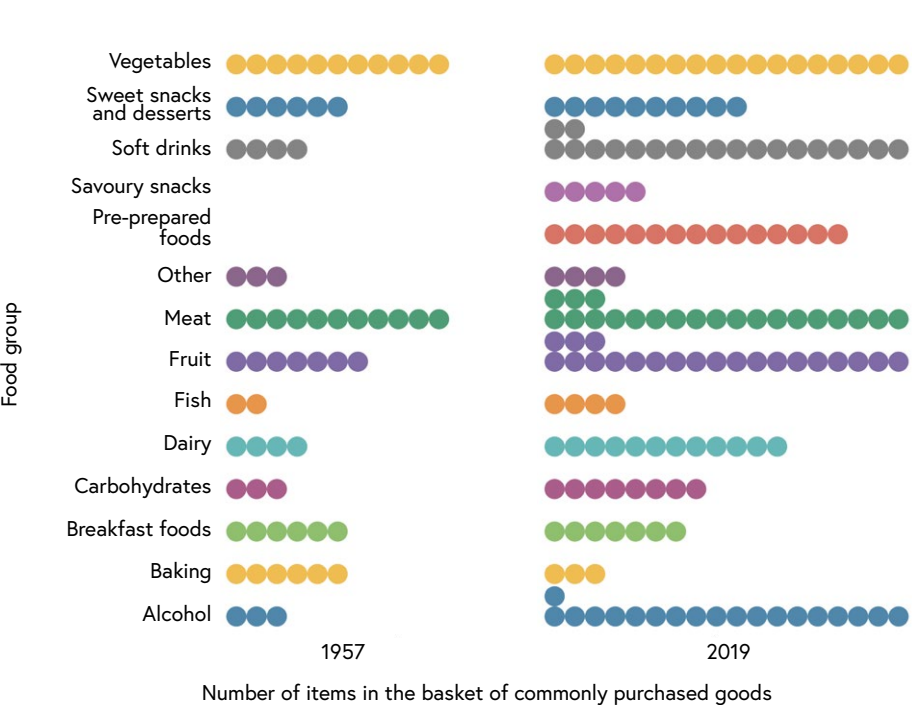 Vegetables
Sweet snacks
and desserts
Soft drinks
Savoury snacks
Pre-prepared
foods
Other
Meat
Fruit
Fish
Dairy
Carbohydrates
Breakfast foods
Baking
Alcohol
Food group
1957
2019
Number of items in the basket of commonly purchased goods